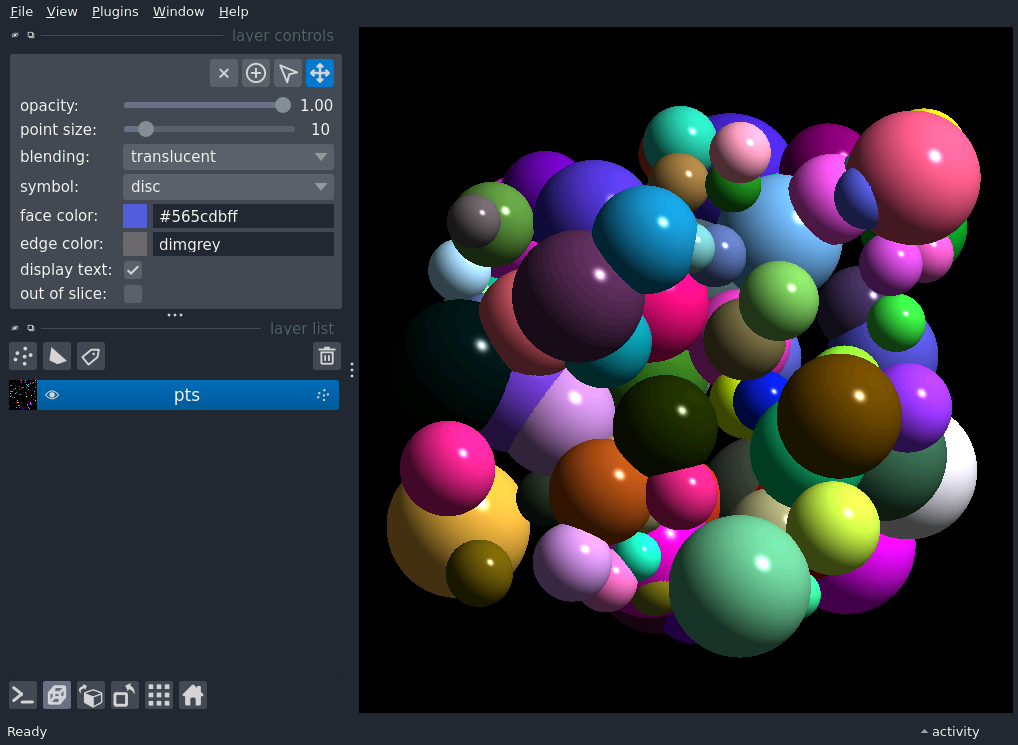 File View Plugins Window Help
layer controls
opacity: 1.00
point size: 10
blending: translucent
symbol: disc
face color: #565cdbff
edge color: dimgrey
display text:
out of slice:
layer list
pts
Ready
activity